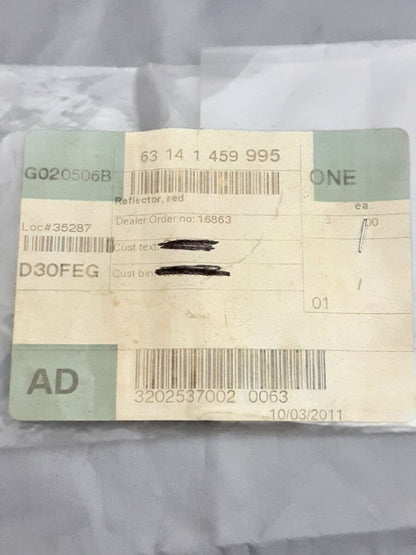 63 14 1 459 995
G020506B
ONE
Reflector, red
ea.
Dealer Order no: 16863
Loc#35287
Cust text:
D30FEG
Cust bin:
01
AD
3202537002 0063
10/03/2011